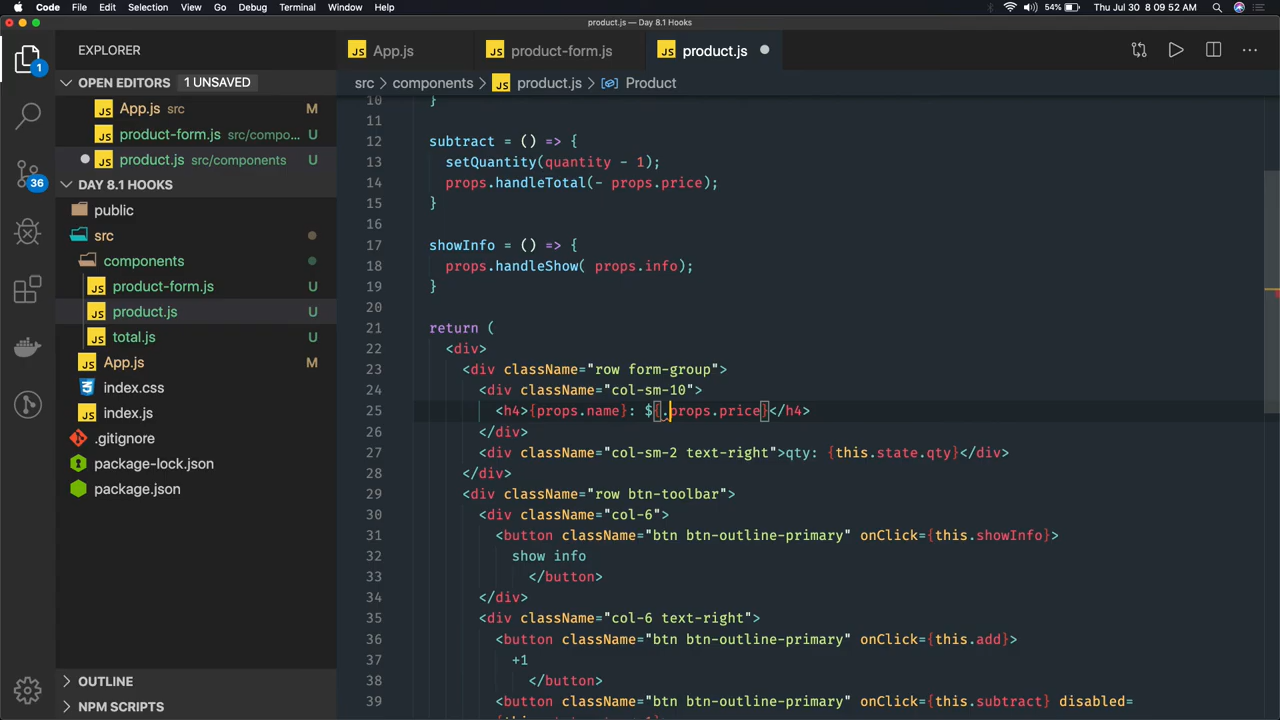 Code File Edit Selection View Go Debug Terminal Window Help 54% Thu Jul 30 8:09:52 AM
product.js — Day 8.1 Hooks
EXPLORER
OPEN EDITORS 1 UNSAVED
App.js src M
product-form.js src/compo... U
product.js src/components U
DAY 8.1 HOOKS
public
src
components
product-form.js U
product.js U
total.js U
App.js M
index.css
index.js
.gitignore
package-lock.json
package.json
OUTLINE
NPM SCRIPTS
1
36
App.js product-form.js product.js
src > components > product.js > Product
10 }
11
12 subtract = () => {
13 setQuantity(quantity - 1);
14 props.handleTotal(- props.price);
15 }
16
17 showInfo = () => {
18 props.handleShow( props.info);
19 }
20
21 return (
22 <div>
23 <div className="row form-group">
24 <div className="col-sm-10">
25 <h4>{props.name}: ${.props.price}</h4>
26 </div>
27 <div className="col-sm-2 text-right">qty: {this.state.qty}</div>
28 </div>
29 <div className="row btn-toolbar">
30 <div className="col-6">
31 <button className="btn btn-outline-primary" onClick={this.showInfo}>
32 show info
33 </button>
34 </div>
35 <div className="col-6 text-right">
36 <button className="btn btn-outline-primary" onClick={this.add}>
37 +1
38 </button>
39 <button className="btn btn-outline-primary" onClick={this.subtract} disabled=